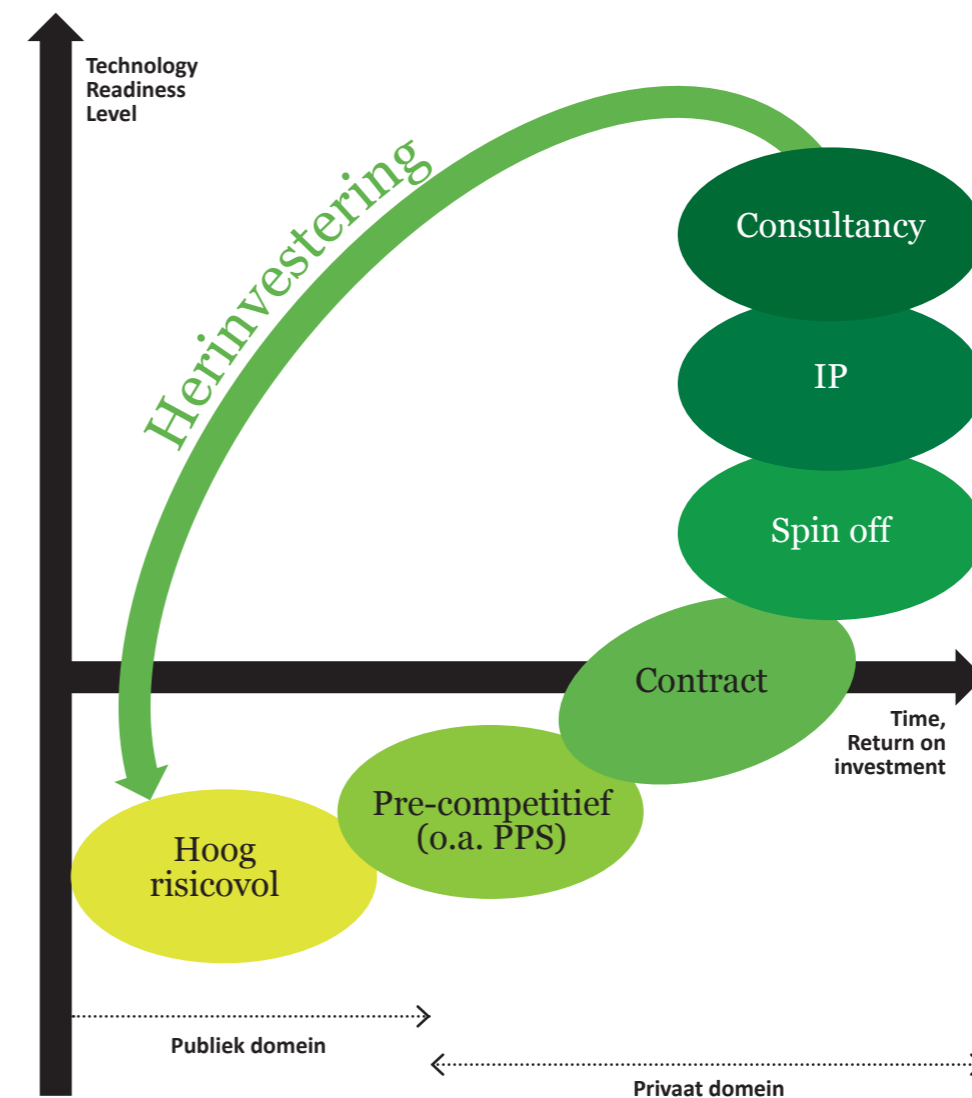 Technology
Readiness
Level
Herinvestering
Consultancy
IP
Spin off
Contract
Time,
Return on
investment
Pre-competitief
(o.a. PPS)
Hoog
risicovol
Publiek domein
Privaat domein